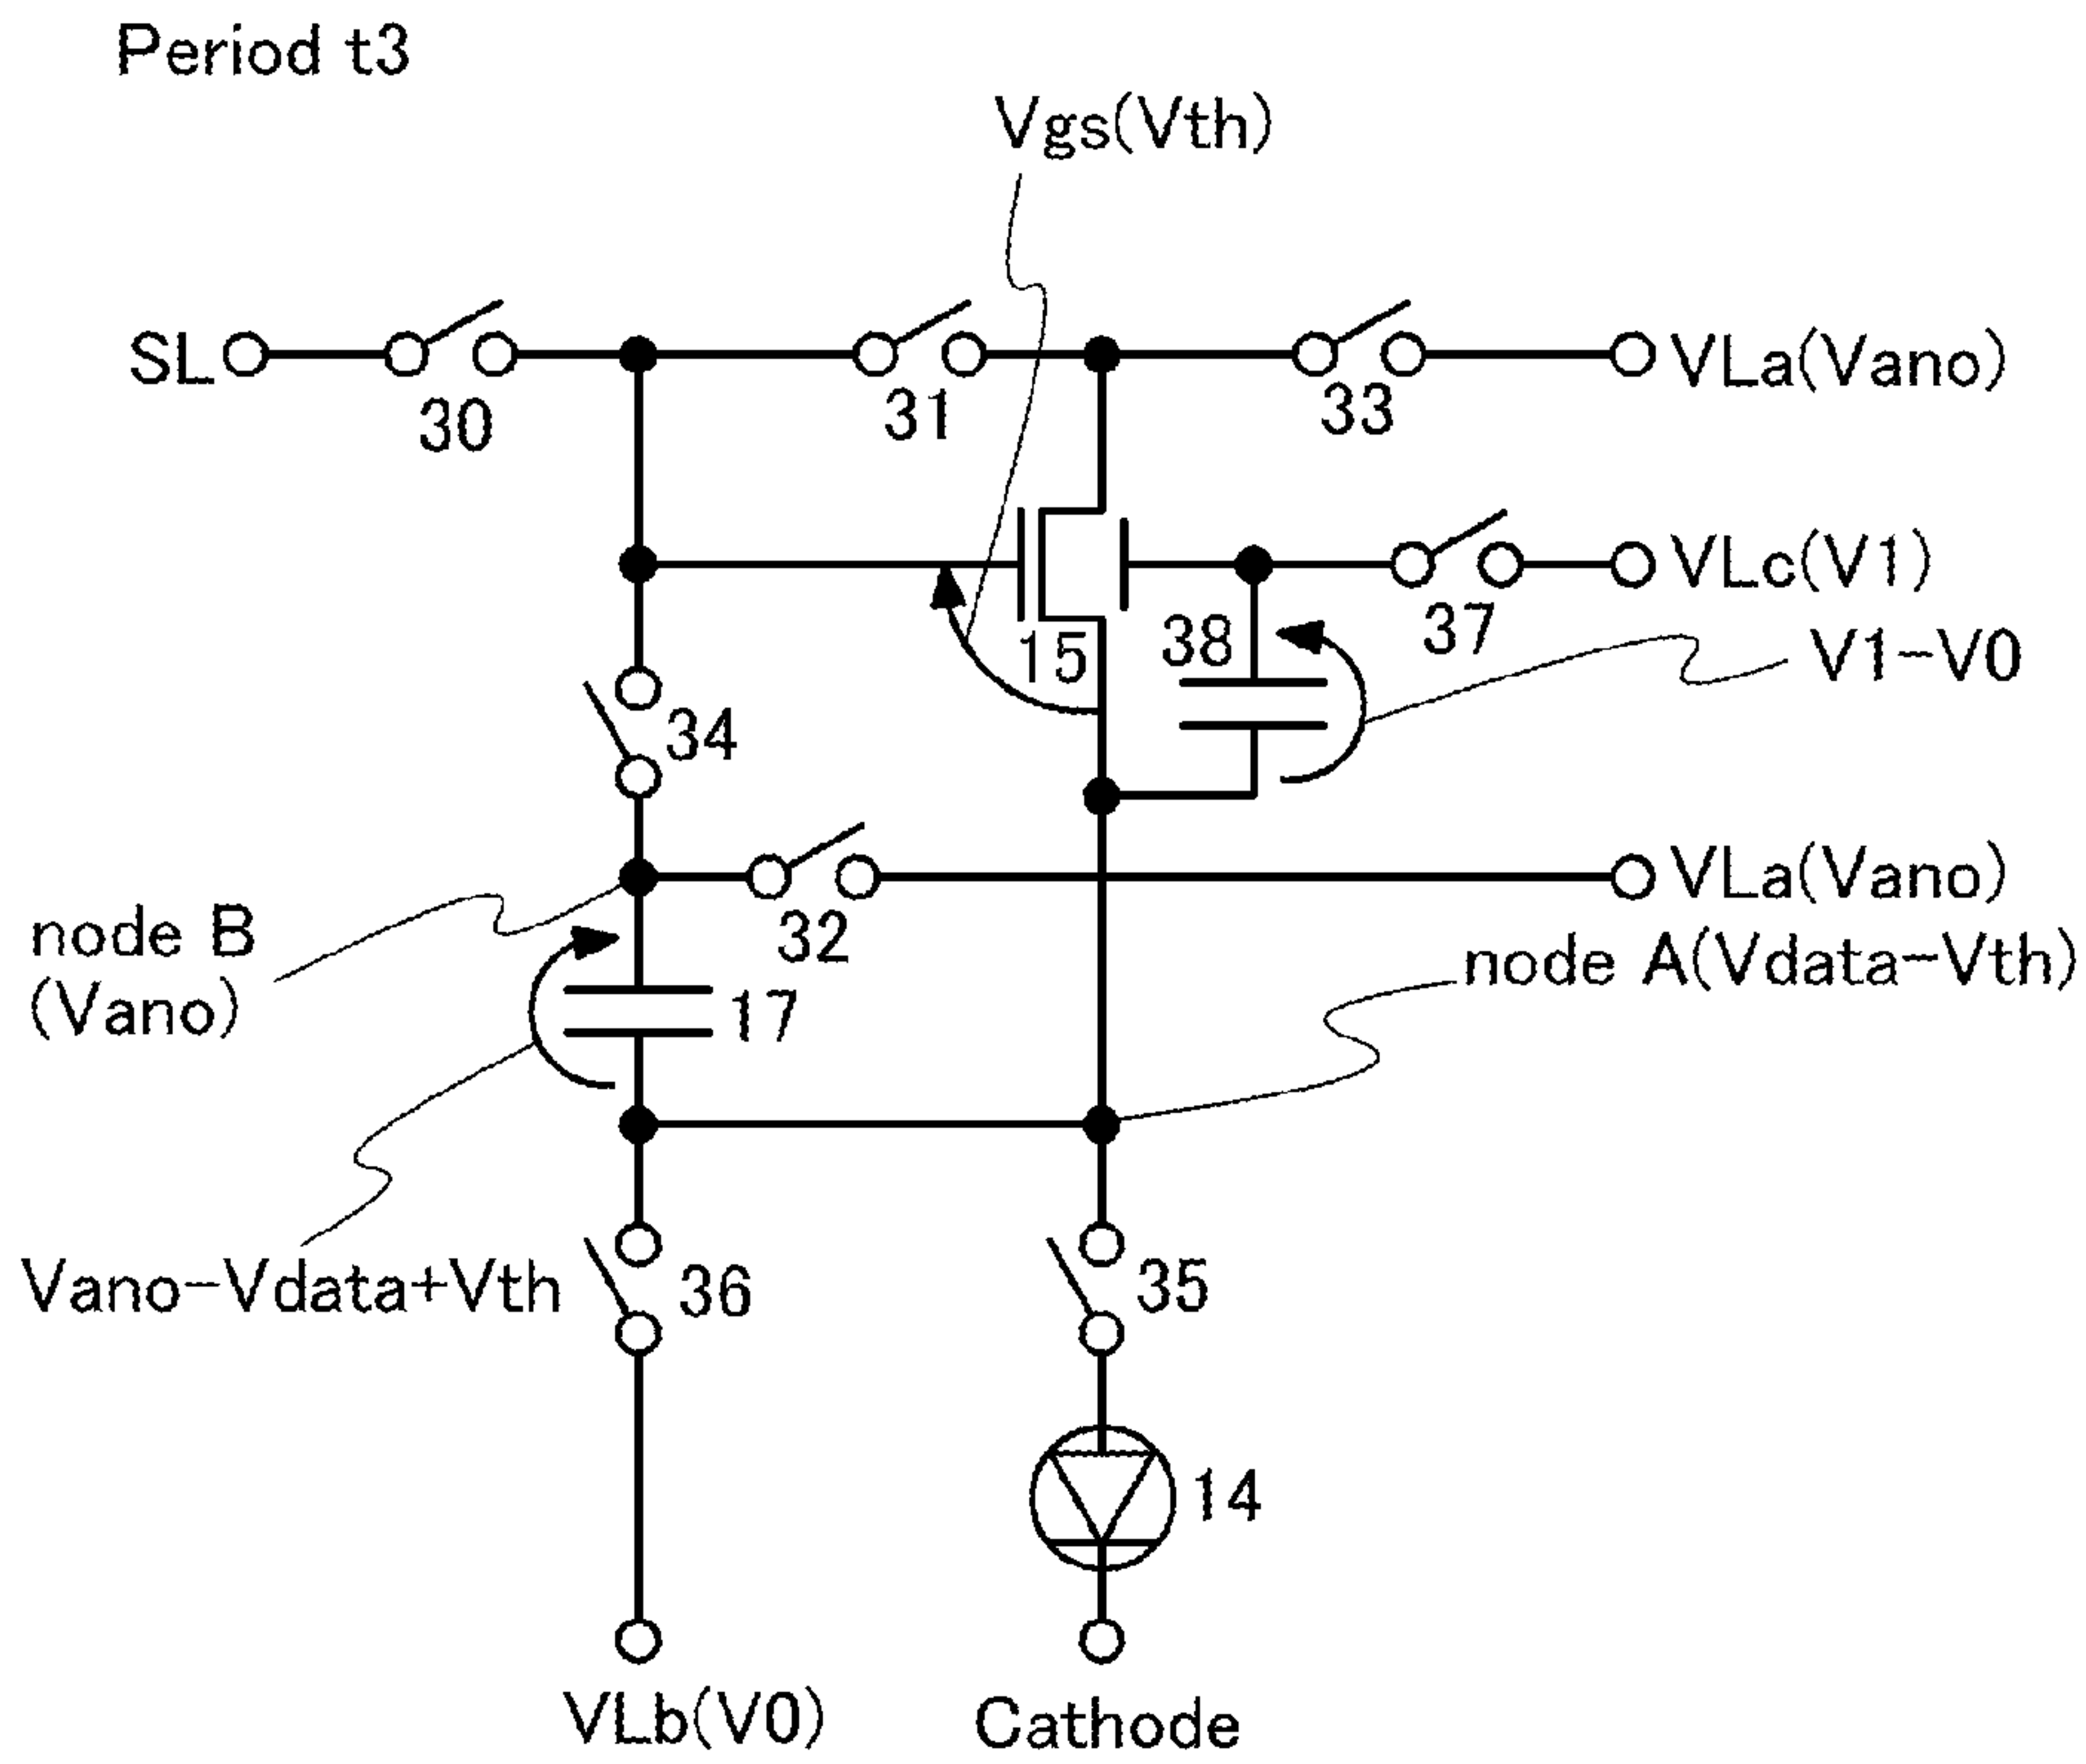 Period t3
Vgs(Vth)
SL
30
31
33
VLa(Vano)
VLc(V1)
37
15
38
V1-V0
34
VLa(Vano)
32
node B
(Vano)
node A(Vdata-Vth)
17
Vano-Vdata+Vth
36
35
14
VLb(V0)
Cathode